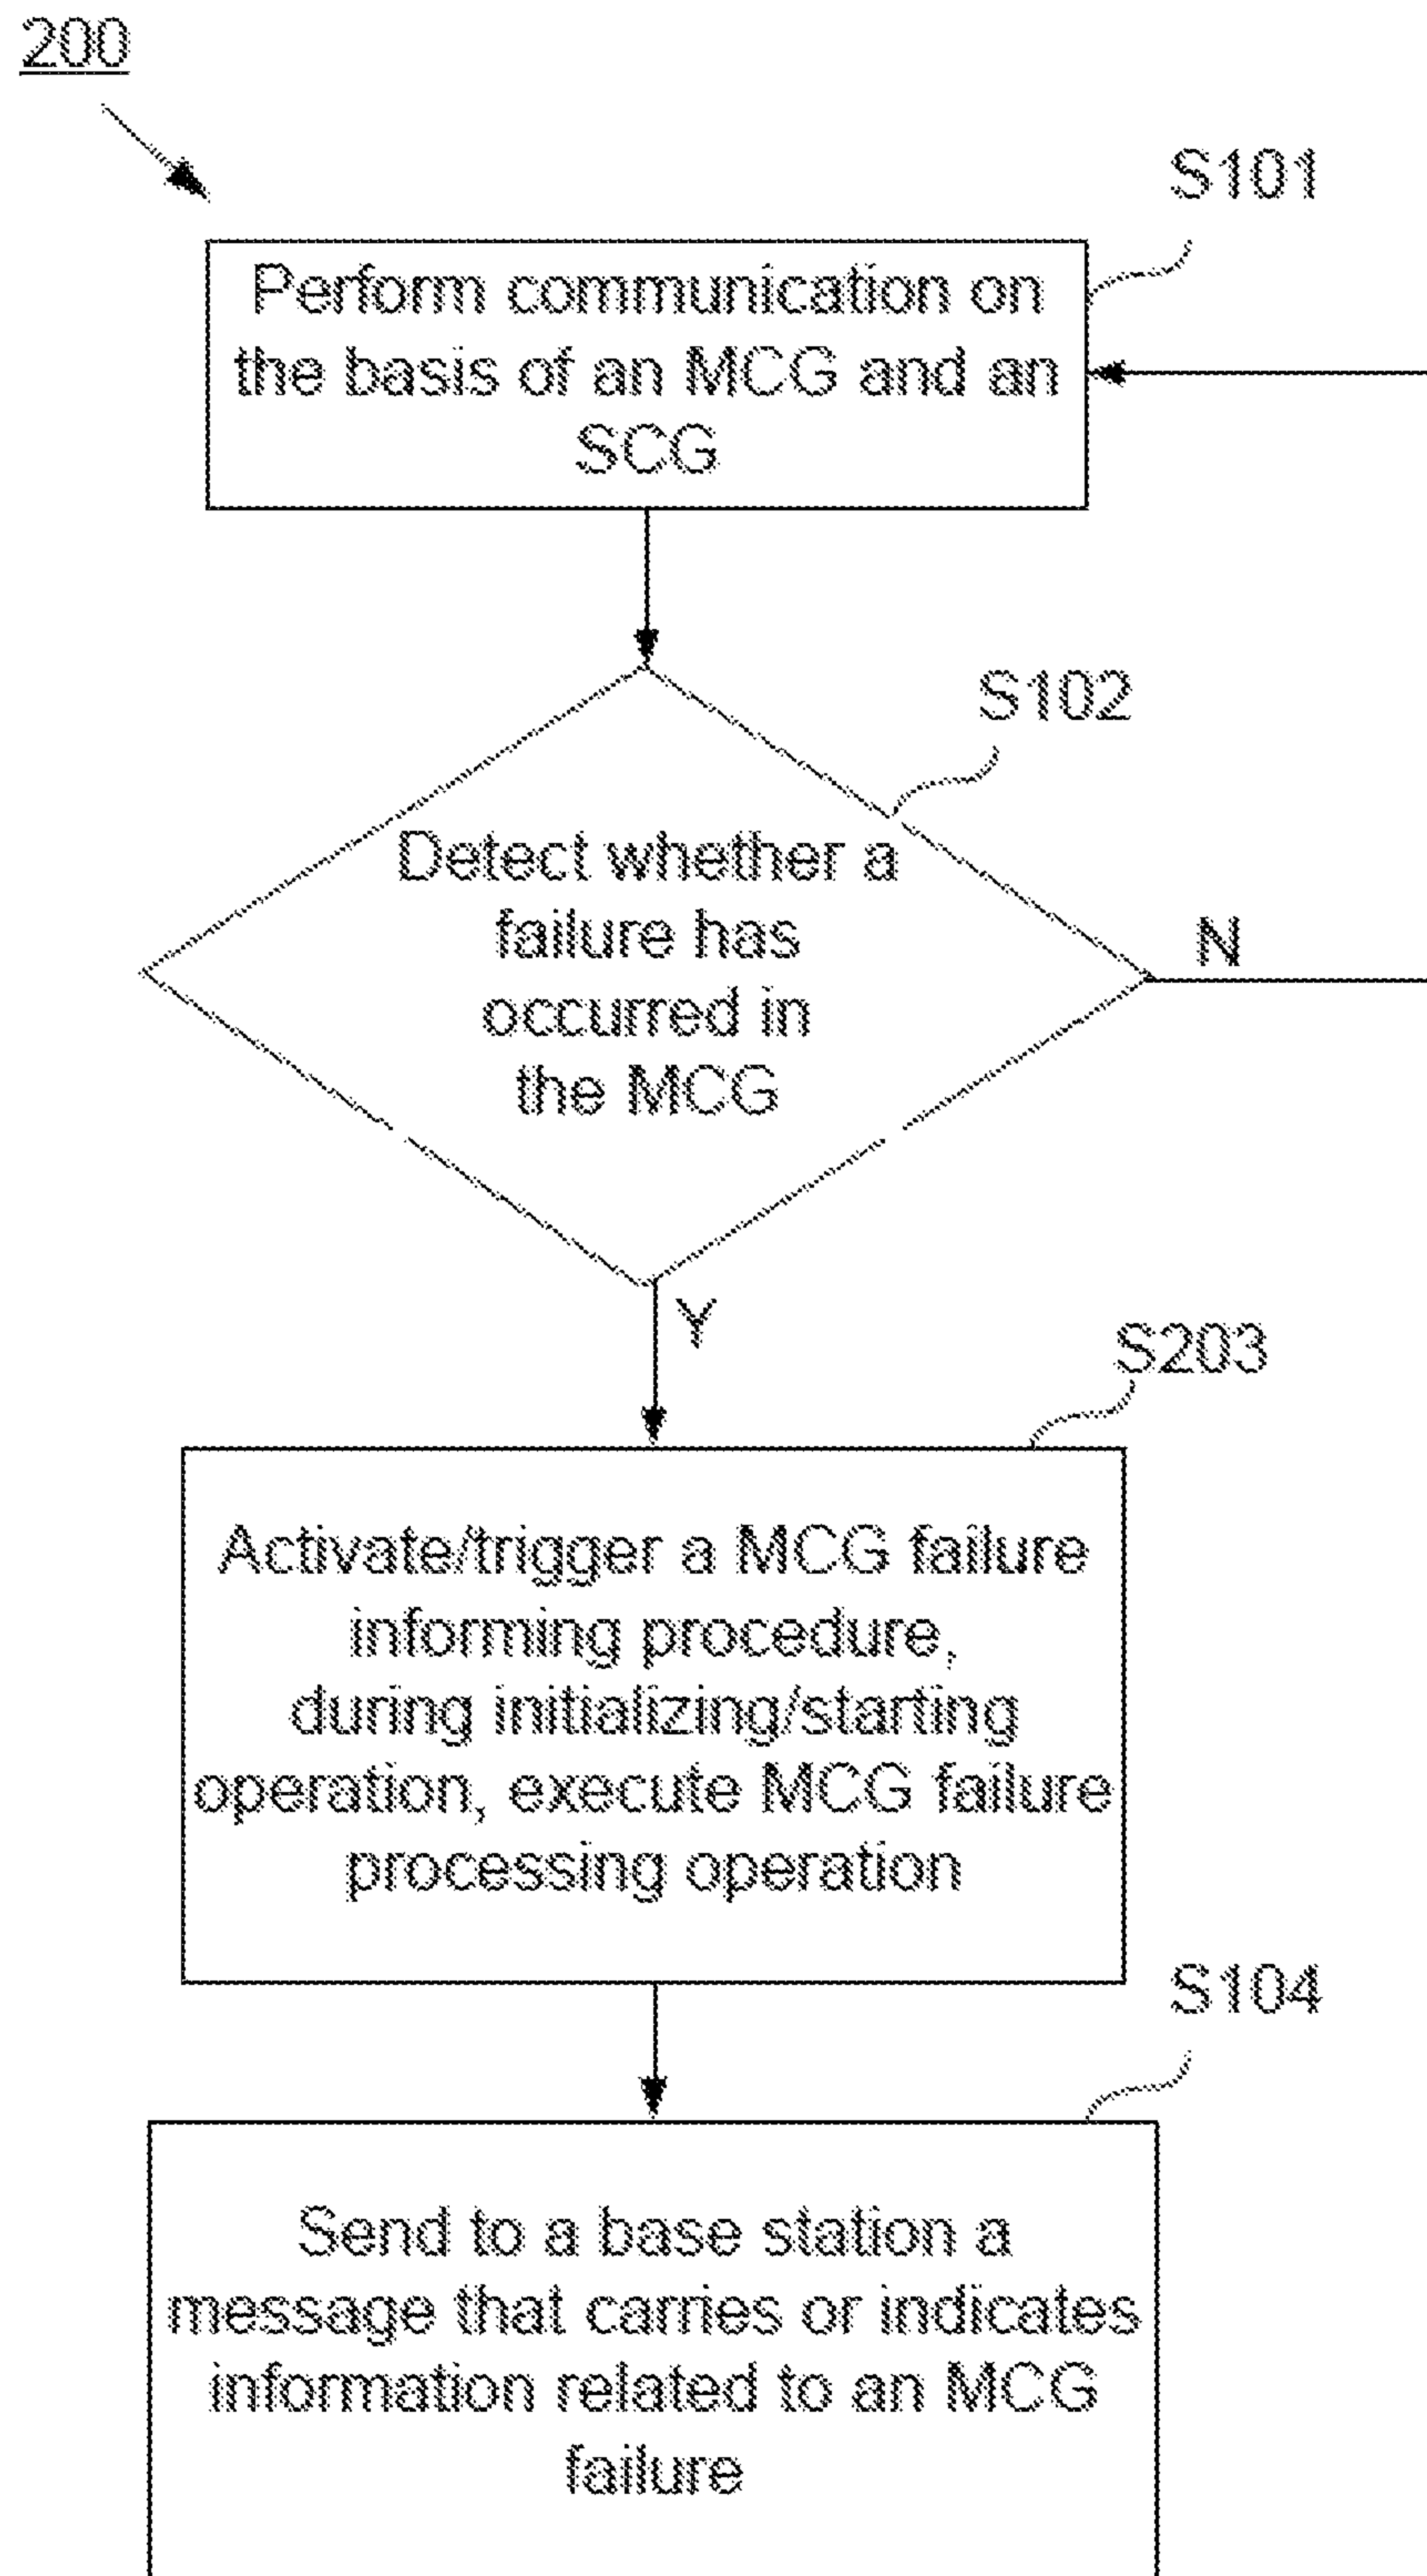 200
S101
Perform communication on
the basis of an MCG and an
SCG
S102
Detect whether a
failure has
occurred in
the MCG
N
Y
S203
Activate/trigger a MCG failure
informing procedure,
during initializing/starting
operation, execute MCG failure
processing operation
S104
Send to a base station a
message that carries or indicates
information related to an MCG
failure